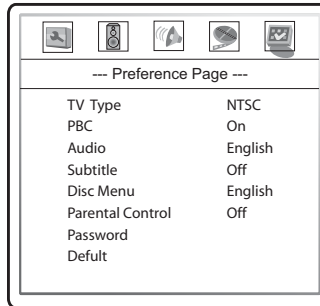 --- Preference Page ---
TV Type NTSC
PBC On
Audio English
Subtitle Off
Disc Menu English
Parental Control Off
Password
Defult